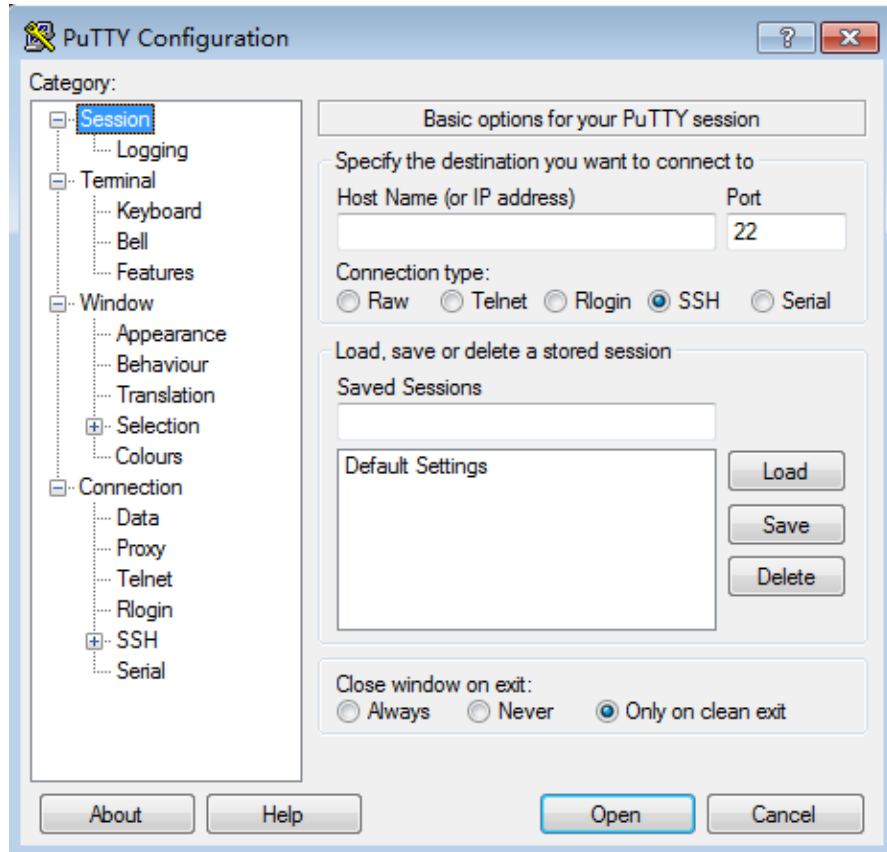 PuTTY Configuration
Category:
Session
Logging
Terminal
Keyboard
Bell
Features
Window
Appearance
Behaviour
Translation
Selection
Colours
Connection
Data
Proxy
Telnet
Rlogin
SSH
Serial
Basic options for your PuTTY session
Specify the destination you want to connect to
Host Name (or IP address) Port
22
Connection type:
Raw Telnet Rlogin SSH Serial
Load, save or delete a stored session
Saved Sessions
Default Settings
Load
Save
Delete
Close window on exit:
Always Never Only on clean exit
About Help Open Cancel